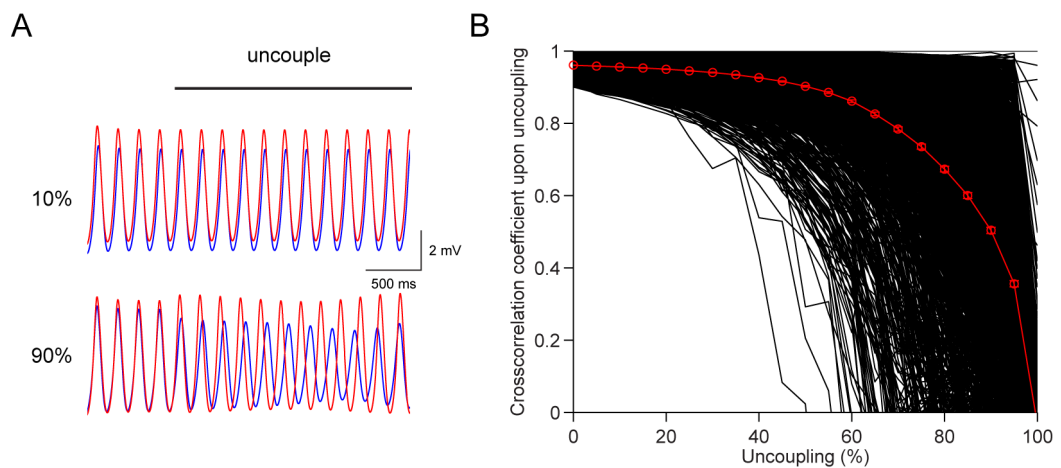 A
uncouple
10%
2 mV
500 ms
90%
B
Crosscorrelation coefficient upon uncoupling
1
0.8
0.6
0.4
0.2
0
0 20 40 60 80 100
Uncoupling (%)